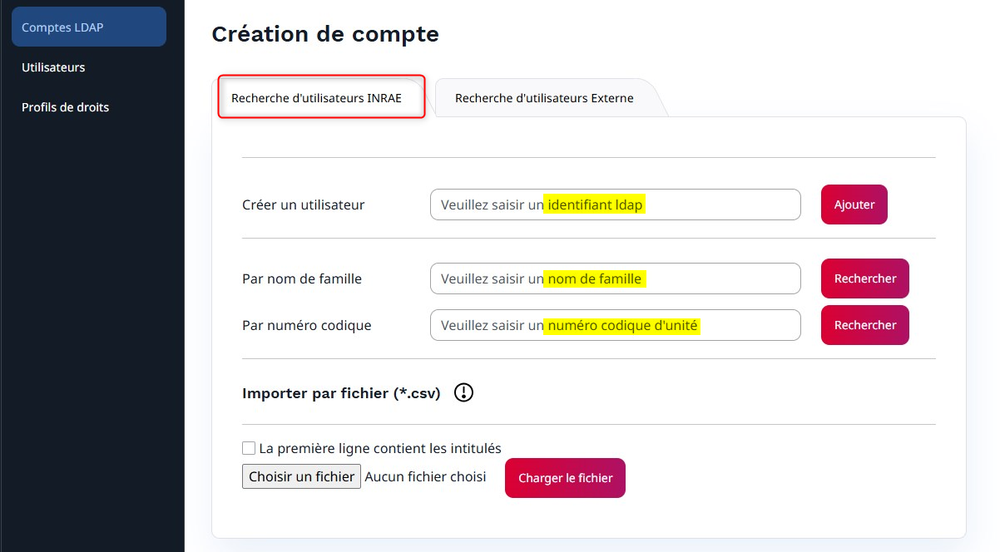 Comptes LDAP
Utilisateurs
Profils de droits
Création de compte
Recherche d'utilisateurs INRAE
Recherche d'utilisateurs Externe
Créer un utilisateur
Veuillez saisir un identifiant ldap
Ajouter
Par nom de famille
Veuillez saisir un nom de famille
Rechercher
Par numéro codique
Veuillez saisir un numéro codique d'unité
Rechercher
Importer par fichier (*.csv)
La première ligne contient les intitulés
Choisir un fichier Aucun fichier choisi
Charger le fichier